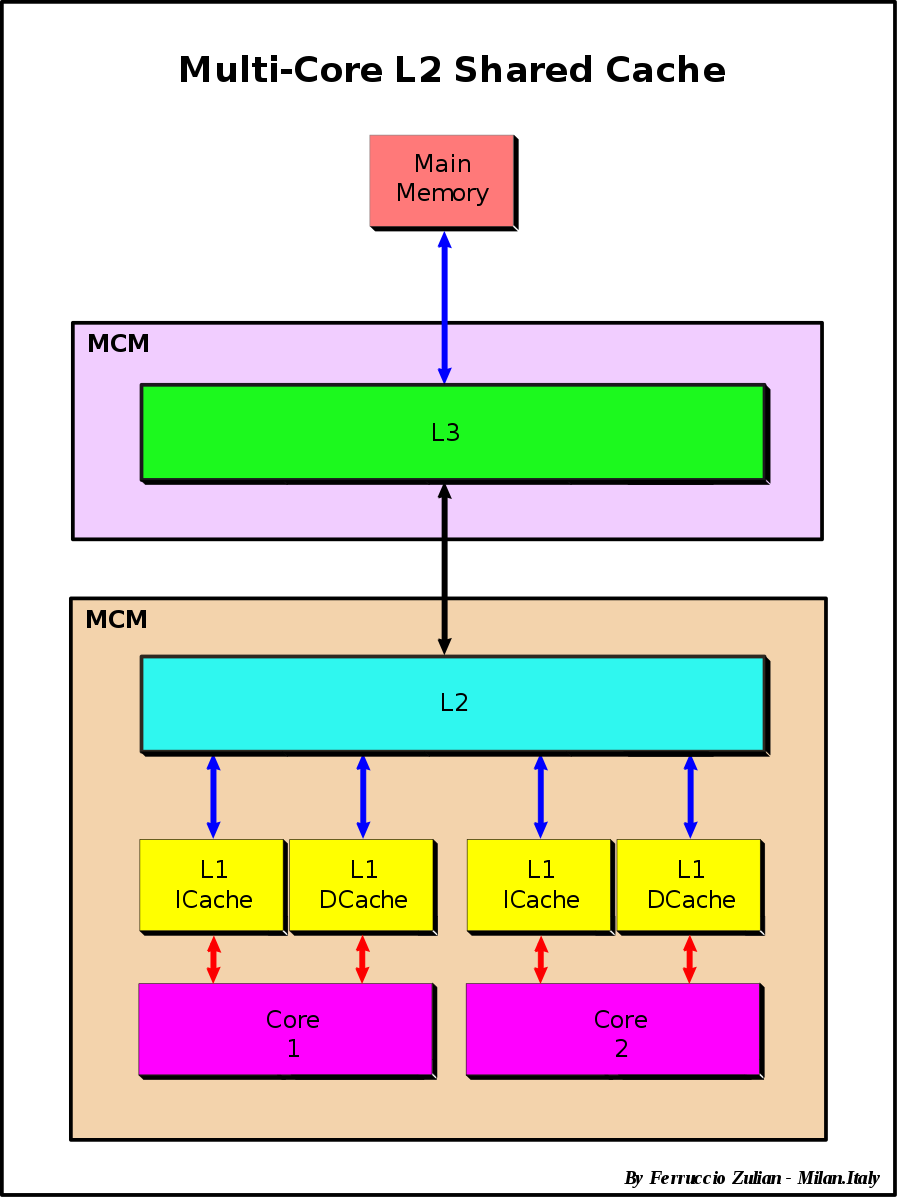 Multi-Core L2 Shared Cache
Main
Memory
MCM
L3
MCM
L2
L1
ICache
L1
DCache
L1
ICache
L1
DCache
Core
1
Core
2
By Ferruccio Zulian - Milan.Italy